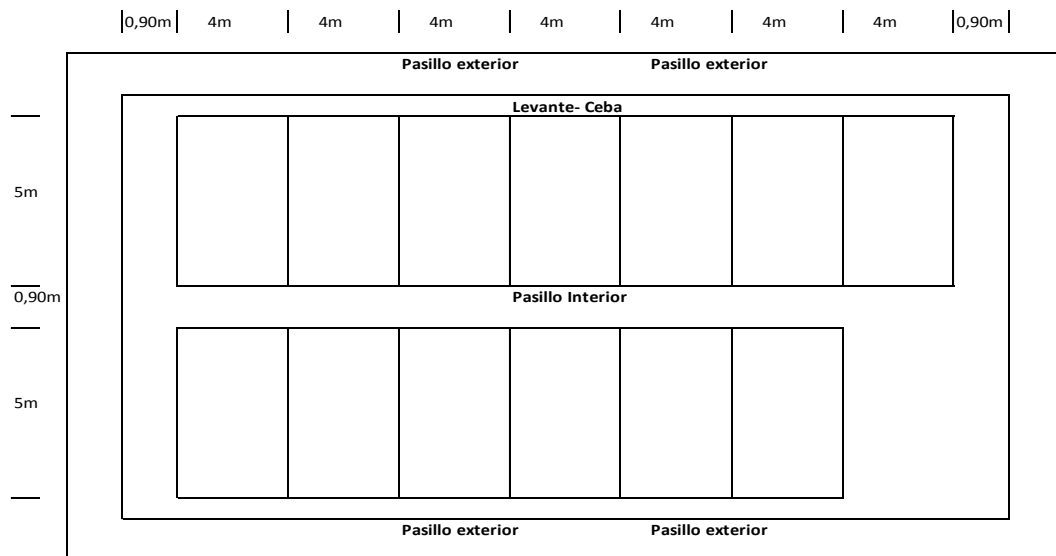 0,90m 4m 4m 4m 4m 4m 4m 4m 0,90m
Pasillo exterior Pasillo exterior
Levante- Ceba
5m
0,90m Pasillo Interior
5m
Pasillo exterior Pasillo exterior